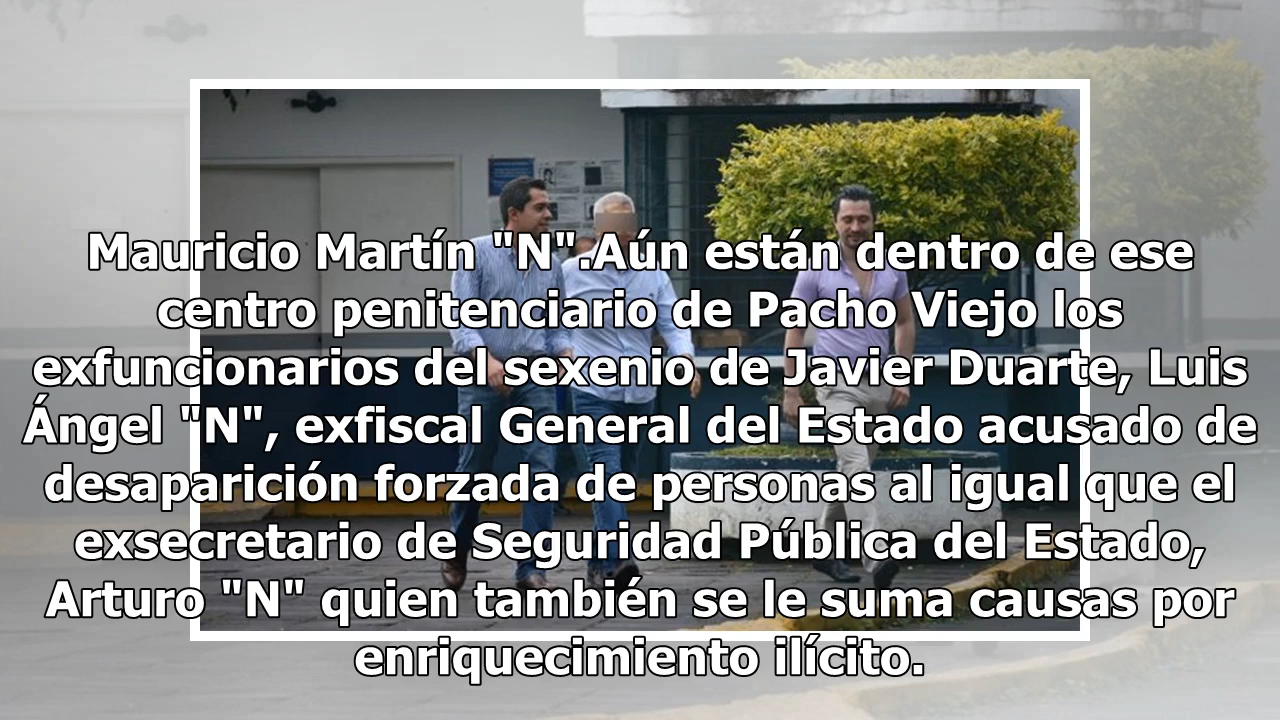 Mauricio Martín "N".Aún están dentro de ese
centro penitenciario de Pacho Viejo los
exfuncionarios del sexenio de Javier Duarte, Luis
Ángel "N", exfiscal General del Estado acusado de
desaparición forzada de personas al igual que el
exsecretario de Seguridad Pública del Estado,
Arturo "N" quien también se le suma causas por
enriquecimiento ilícito.